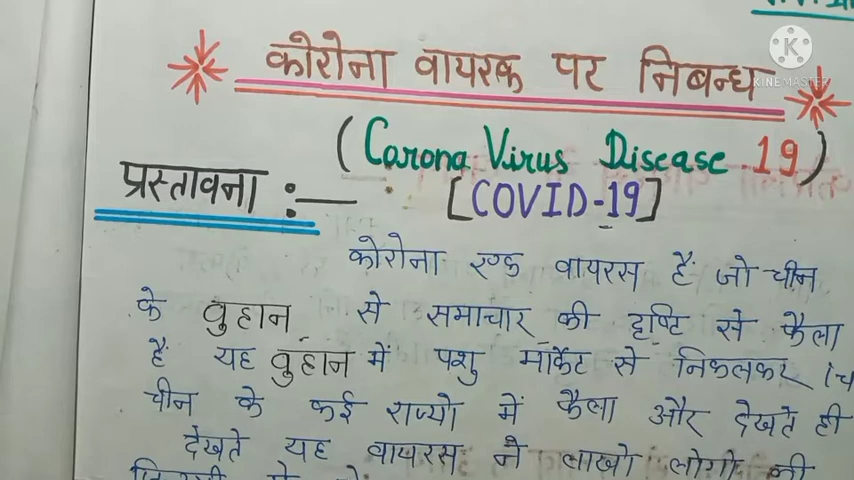 कोरोना वायरस पर निबन्ध
KINEMASTER
(Carona Virus Disease 19)
प्रस्तावना :— [COVID-19]
कोरोना एण्ड वायरस हैं जो चीन
के वुहान से समाचार की दृष्टि से फैला
हैं यह वुहान में पशु मार्केट से निकलकर
चीन के कई राज्यो में फैला और देखते ही
देखते यह वायरस ने लाखो लोगो की